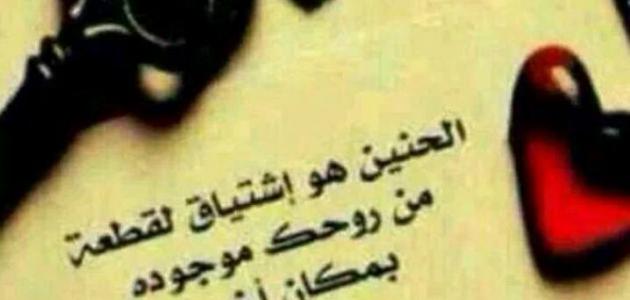 الحنين هو إشتياق لقطعة
من روحك موجوده
بمكان